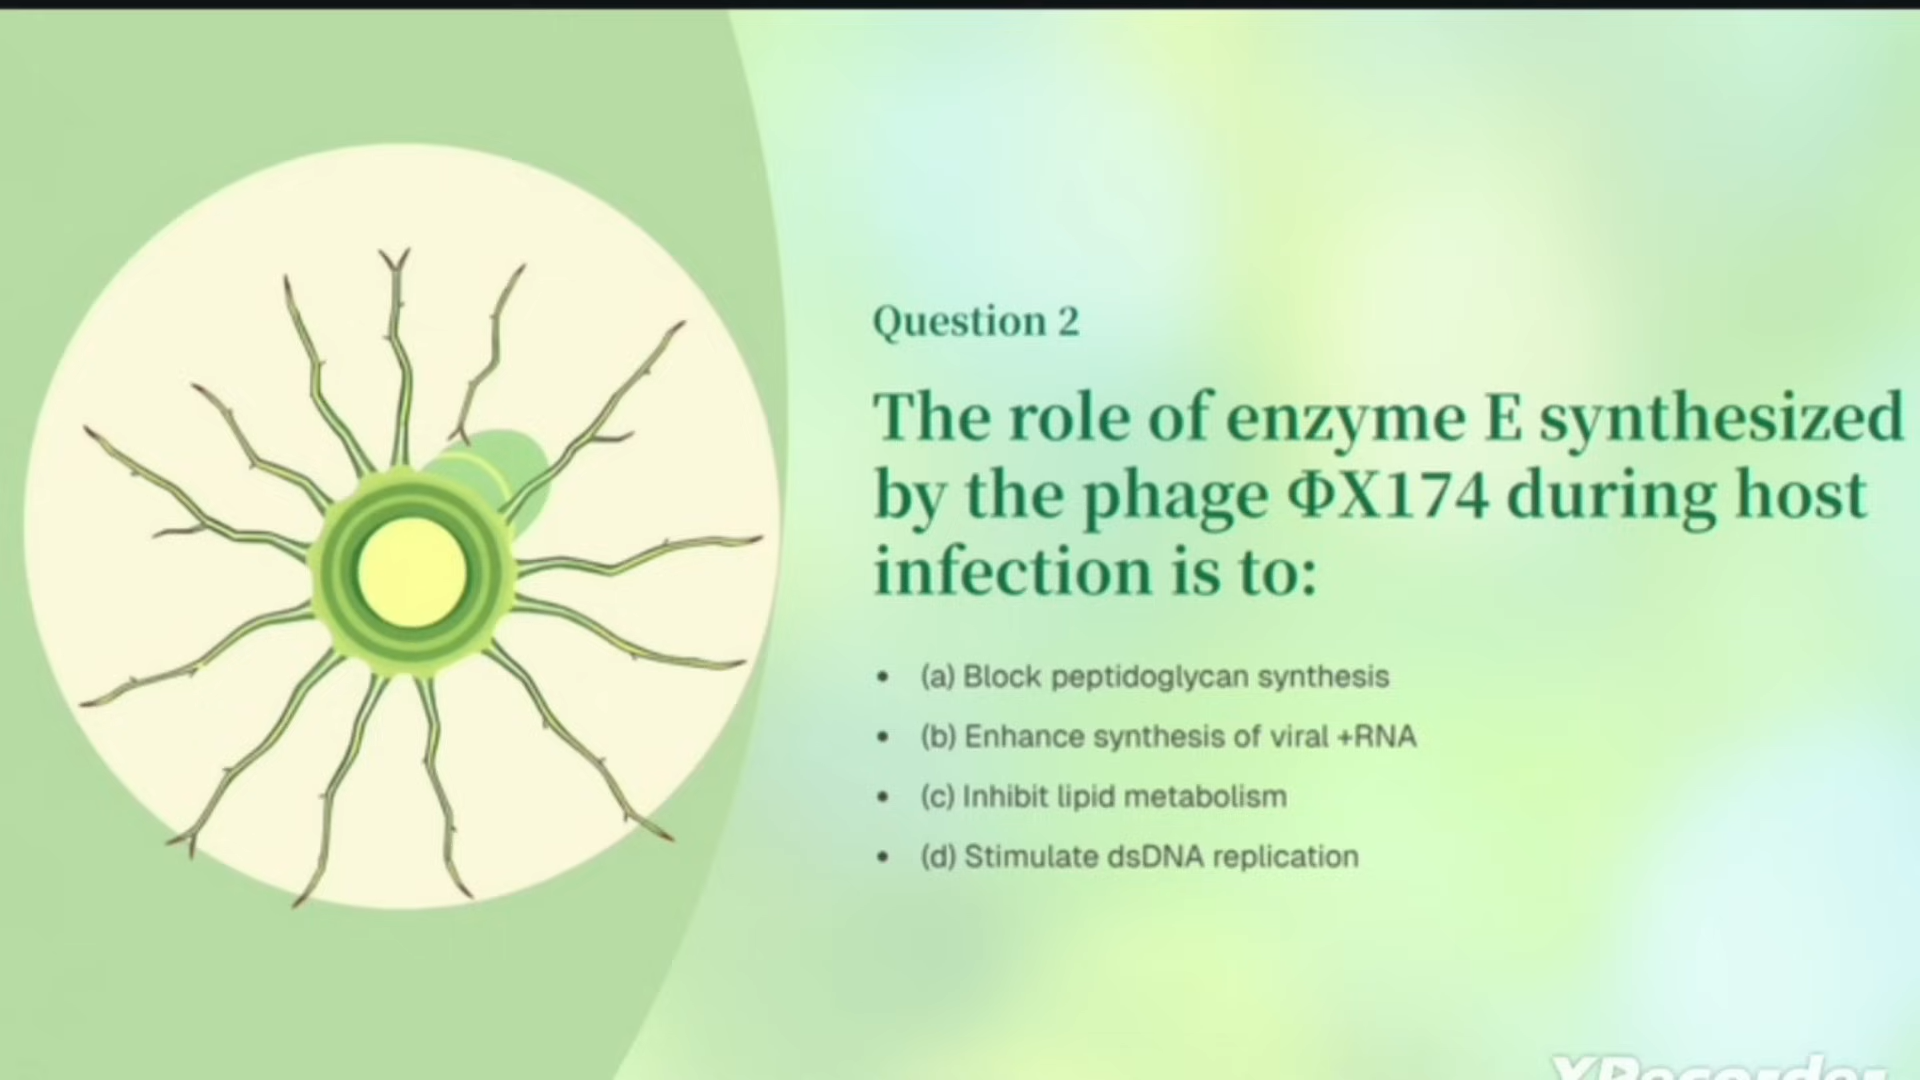 Question 2
The role of enzyme E synthesized
by the phage ΦX174 during host
infection is to:
• (a) Block peptidoglycan synthesis
• (b) Enhance synthesis of viral +RNA
• (c) Inhibit lipid metabolism
• (d) Stimulate dsDNA replication
XRecorder